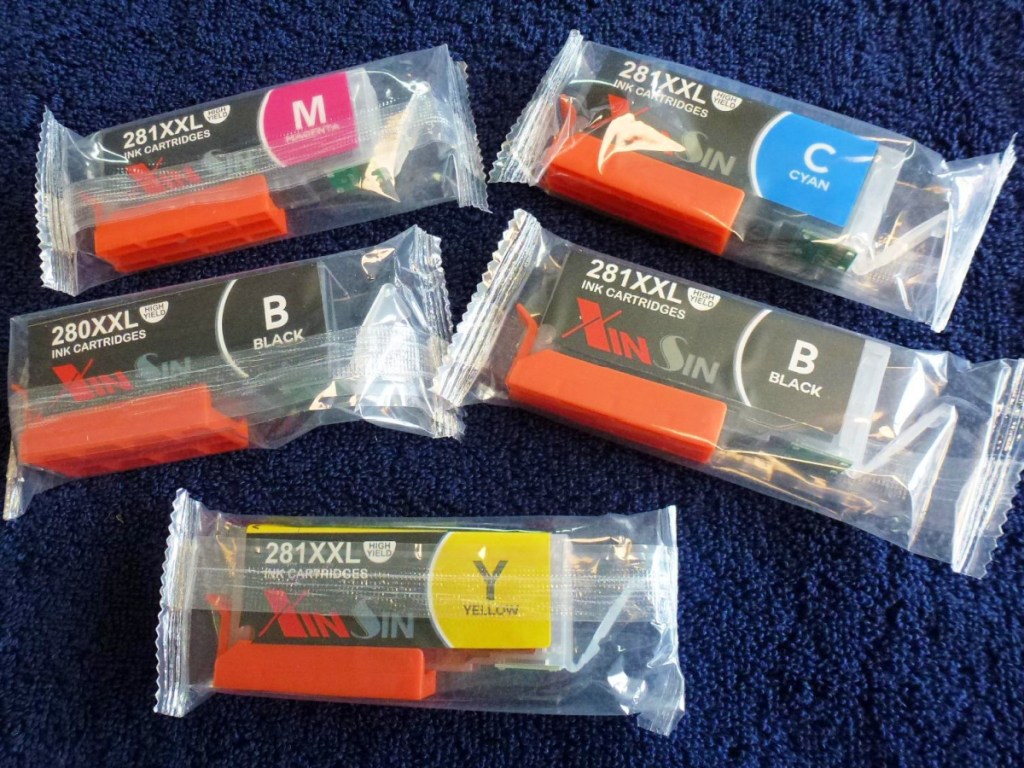 281XXL HIGH YIELD
INK CARTRIDGES
XINSIN
M
MAGENTA
281XXL HIGH YIELD
INK CARTRIDGES
XINSIN
C
CYAN
280XXL HIGH YIELD
INK CARTRIDGES
XINSIN
B
BLACK
281XXL HIGH YIELD
INK CARTRIDGES
XINSIN
B
BLACK
281XXL HIGH YIELD
INK CARTRIDGES
XINSIN
Y
YELLOW